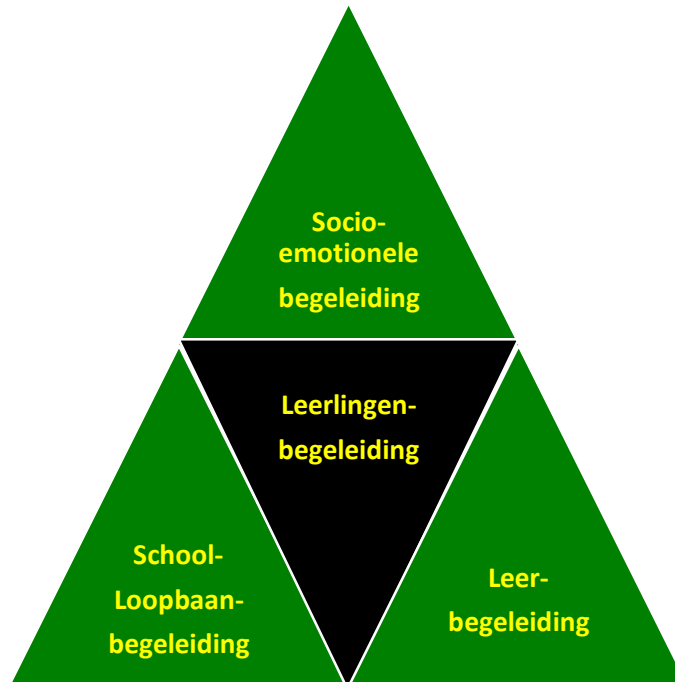 Socio-
emotionele
begeleiding
Leerlingen-
begeleiding
School-
Loopbaan-
begeleiding
Leer-
begeleiding